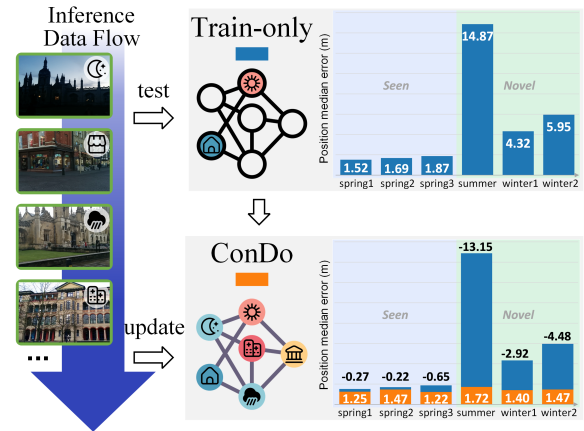 Inference
Data Flow
test
update
...
Train-only
Position median error (m)
Seen
Novel
14.87
5.95
4.32
1.52
1.69
1.87
spring1 spring2 spring3 summer winter1 winter2
ConDo
Position median error (m)
-13.15
Seen
Novel
-4.48
-2.92
-0.27
-0.22
-0.65
1.25 1.47 1.22 1.72 1.40 1.47
spring1 spring2 spring3 summer winter1 winter2